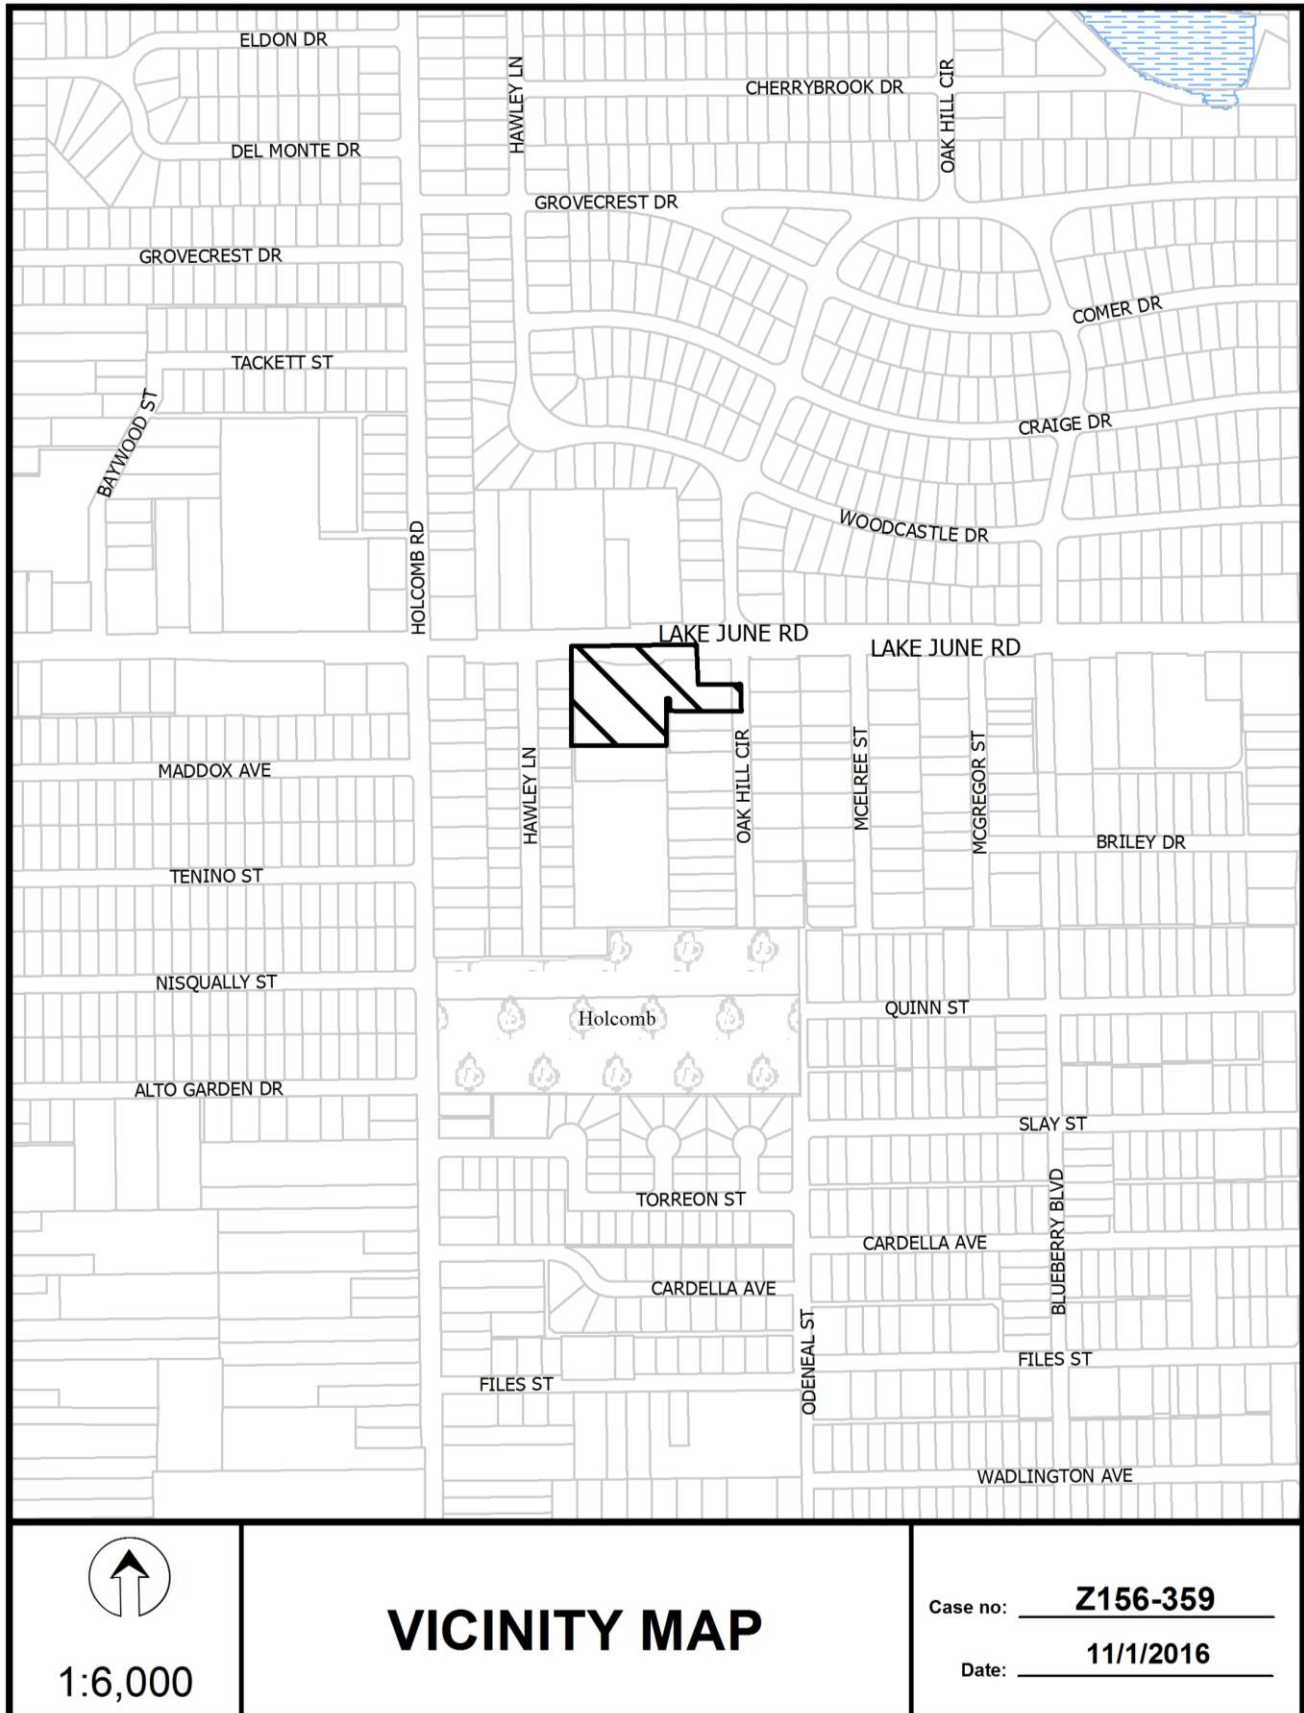 ELDON DR
HAWLEY LN
CHERRYBROOK DR
OAK HILL CIR
DEL MONTE DR
GROVECREST DR
GROVECREST DR
COMER DR
TACKETT ST
BAYWOOD ST
CRAIGE DR
WOODCASTLE DR
HOLCOMB RD
LAKE JUNE RD
LAKE JUNE RD
MADDOX AVE
HAWLEY LN
OAK HILL CIR
MCELREE ST
MCGREGOR ST
BRILEY DR
TENINO ST
NISQUALLY ST
Holcomb
QUINN ST
ALTO GARDEN DR
SLAY ST
TORREON ST
BLUEBERRY BLVD
CARDELLA AVE
CARDELLA AVE
ODENEAL ST
FILES ST
FILES ST
WADLINGTON AVE
1:6,000
VICINITY MAP
Case no: Z156-359
Date: 11/1/2016